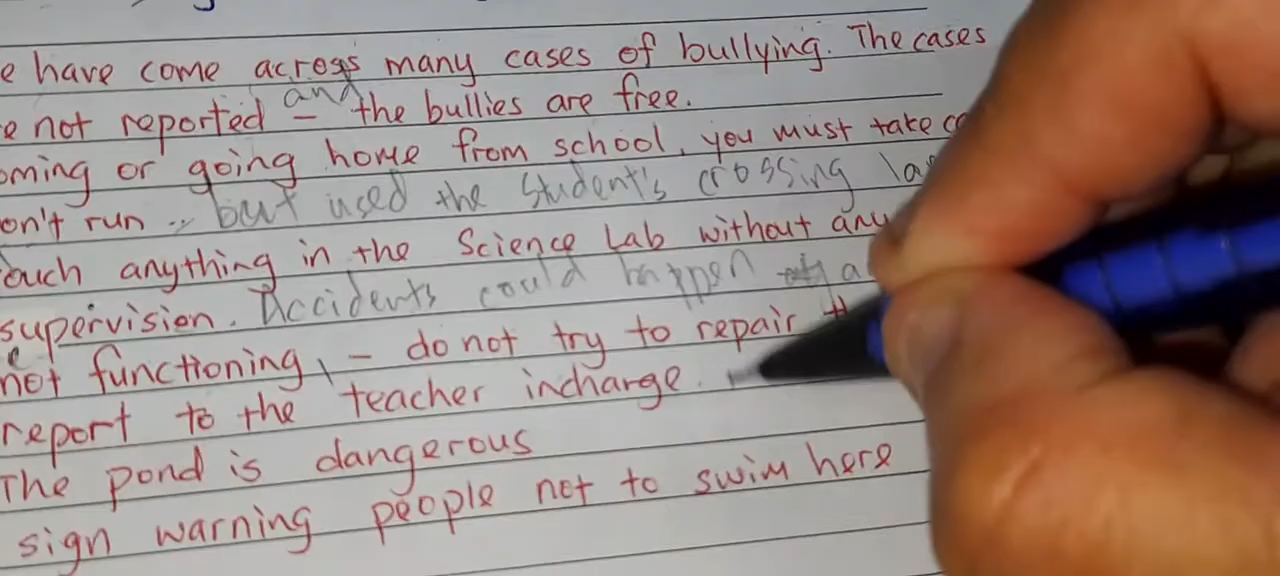 e have come across many cases of bullying. The cases
and
e not reported - the bullies are free.
oming or going home from school, you must take
on't run .. but used the student's crossing
ouch anything in the Science Lab without any
supervision. Accidents could happen
not functioning, - do not try to repair
report to the teacher incharge.
The pond is dangerous
sign warning people not to swim here